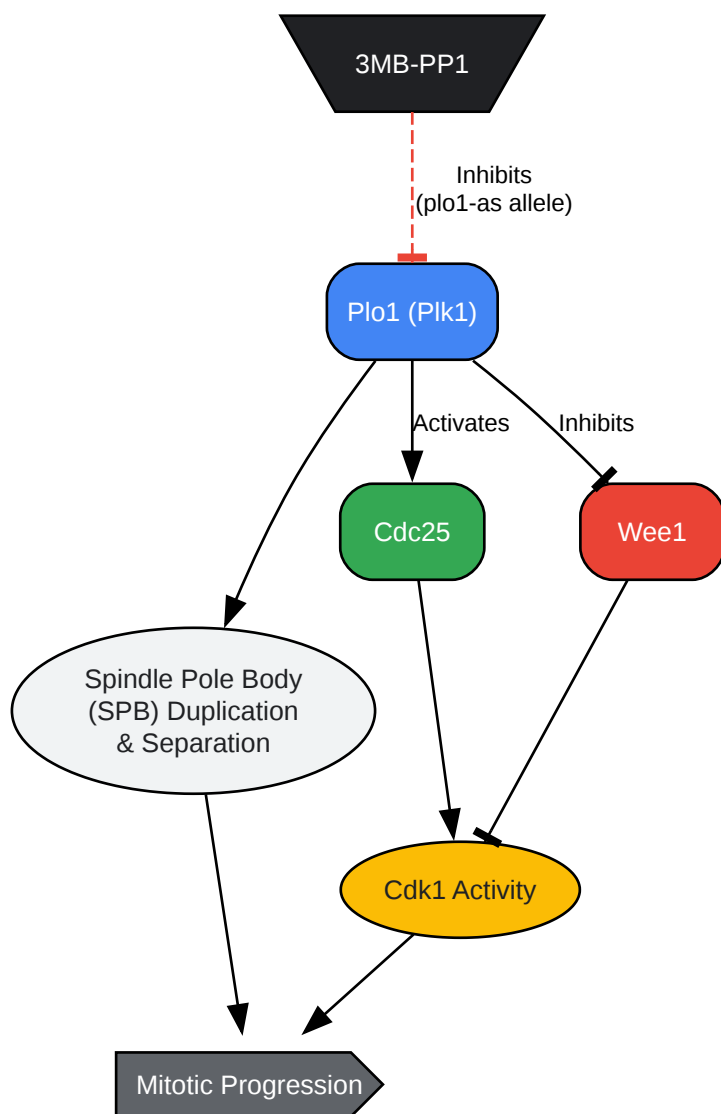 3MB-PP1
Inhibits
(plo1-as allele)
Plo1 (Plk1)
Activates
Inhibits
Cdc25
Wee1
Spindle Pole Body
(SPB) Duplication
& Separation
Cdk1 Activity
Mitotic Progression